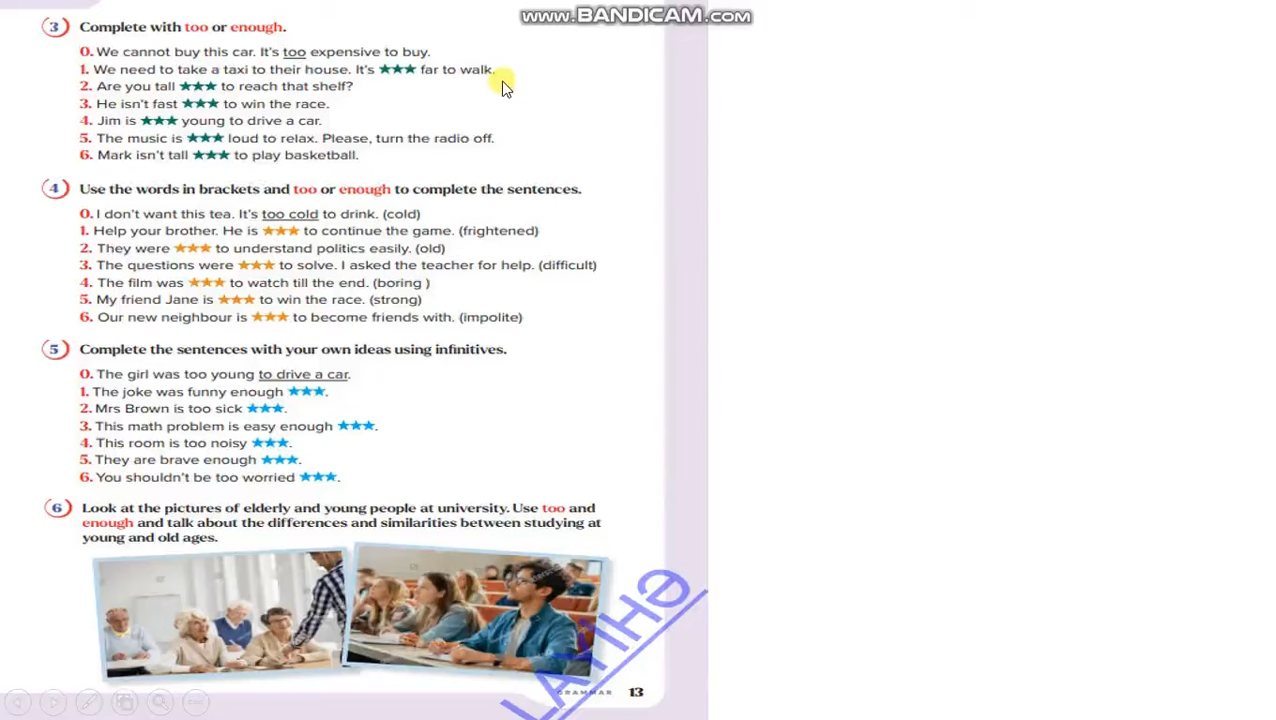 www.BANDICAM.com
3 Complete with too or enough.
0. We cannot buy this car. It's too expensive to buy.
1. We need to take a taxi to their house. It's ★★★ far to walk.
2. Are you tall ★★★ to reach that shelf?
3. He isn't fast ★★★ to win the race.
4. Jim is ★★★ young to drive a car.
5. The music is ★★★ loud to relax. Please, turn the radio off.
6. Mark isn't tall ★★★ to play basketball.
4 Use the words in brackets and too or enough to complete the sentences.
0. I don't want this tea. It's too cold to drink. (cold)
1. Help your brother. He is ★★★ to continue the game. (frightened)
2. They were ★★★ to understand politics easily. (old)
3. The questions were ★★★ to solve. I asked the teacher for help. (difficult)
4. The film was ★★★ to watch till the end. (boring )
5. My friend Jane is ★★★ to win the race. (strong)
6. Our new neighbour is ★★★ to become friends with. (impolite)
5 Complete the sentences with your own ideas using infinitives.
0. The girl was too young to drive a car.
1. The joke was funny enough ★★★.
2. Mrs Brown is too sick ★★★.
3. This math problem is easy enough ★★★.
4. This room is too noisy ★★★.
5. They are brave enough ★★★.
6. You shouldn't be too worried ★★★.
6 Look at the pictures of elderly and young people at university. Use too and
enough and talk about the differences and similarities between studying at
young and old ages.
LAYİHƏ
GRAMMAR 13